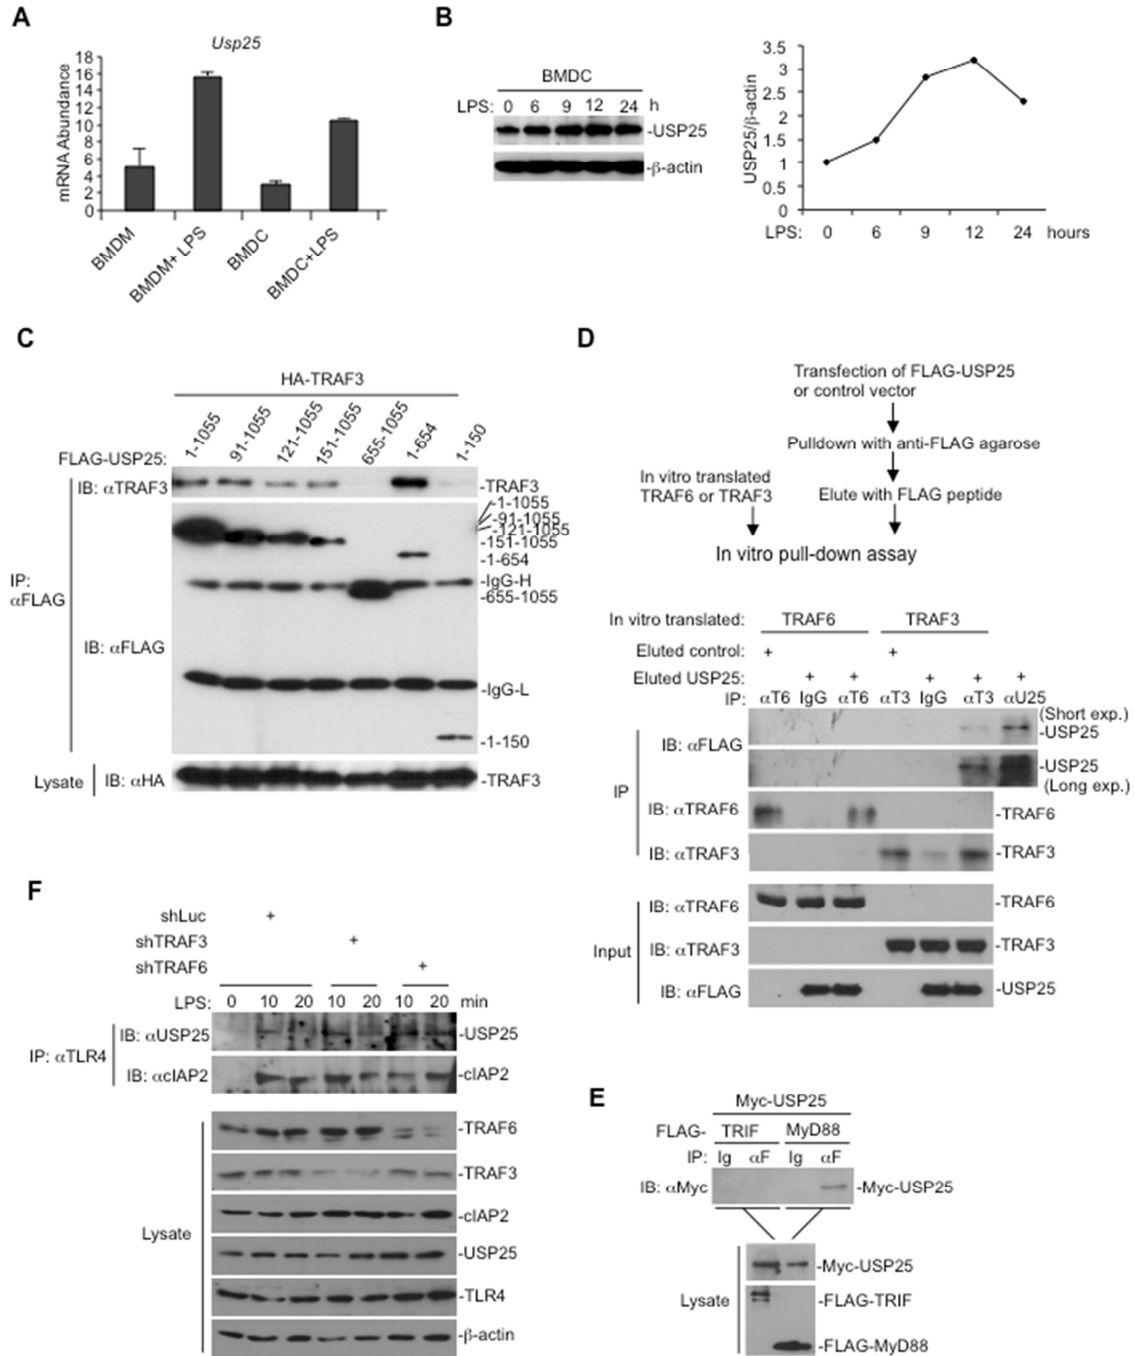 A
Usp25
mRNA Abundance
18
16
14
12
10
8
6
4
2
0
BMDM
BMDM+ LPS
BMDC
BMDC+LPS
B
BMDC
LPS: 0 6 9 12 24 h
-USP25
-β-actin
USP25/β-actin
3.5
3
2.5
2
1.5
1
0.5
0
LPS: 0 6 9 12 24 hours
C
HA-TRAF3
FLAG-USP25: 1-1055 91-1055 121-1055 151-1055 655-1055 1-654 1-150
IB: αTRAF3
-TRAF3
-1-1055
-91-1055
-121-1055
-151-1055
-1-654
-IgG-H
-655-1055
IP:
αFLAG
IB: αFLAG
-IgG-L
-1-150
Lysate IB: αHA -TRAF3
D
Transfection of FLAG-USP25
or control vector
Pulldown with anti-FLAG agarose
In vitro translated
TRAF6 or TRAF3
Elute with FLAG peptide
In vitro pull-down assay
In vitro translated: TRAF6 TRAF3
Eluted control: + +
Eluted USP25: + + + + +
IP: αT6 IgG αT6 αT3 IgG αT3 αU25
(Short exp.)
IB: αFLAG -USP25
-USP25
(Long exp.)
IP
IB: αTRAF6 -TRAF6
IB: αTRAF3 -TRAF3
Input
IB: αTRAF6 -TRAF6
IB: αTRAF3 -TRAF3
IB: αFLAG -USP25
F
shLuc +
shTRAF3 +
shTRAF6 +
LPS: 0 10 20 10 20 10 20 min
IP: αTLR4
IB: αUSP25 -USP25
IB: αcIAP2 -cIAP2
Lysate
-TRAF6
-TRAF3
-cIAP2
-USP25
-TLR4
-β-actin
E
Myc-USP25
FLAG- TRIF MyD88
IP: Ig αF Ig αF
IB: αMyc -Myc-USP25
Lysate
-Myc-USP25
-FLAG-TRIF
-FLAG-MyD88